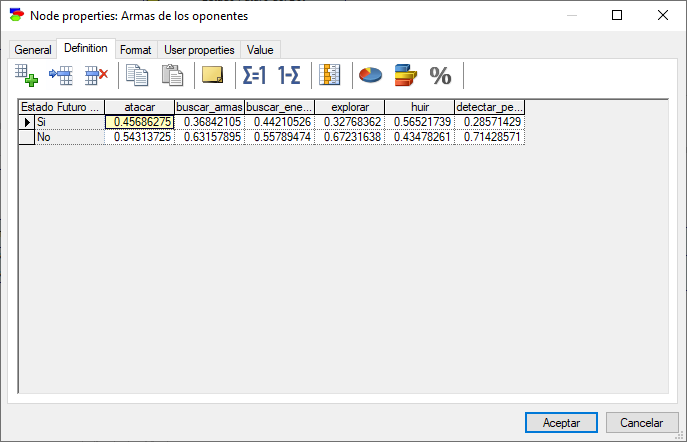 Node properties: Armas de los oponentes
General Definition Format User properties Value
Σ=1 1-Σ %
Estado Futuro ... atacar buscar_armas buscar_ene... explorar huir detectar_pe...
Si 0.45686275 0.36842105 0.44210526 0.32768362 0.56521739 0.28571429
No 0.54313725 0.63157895 0.55789474 0.67231638 0.43478261 0.71428571
Aceptar Cancelar